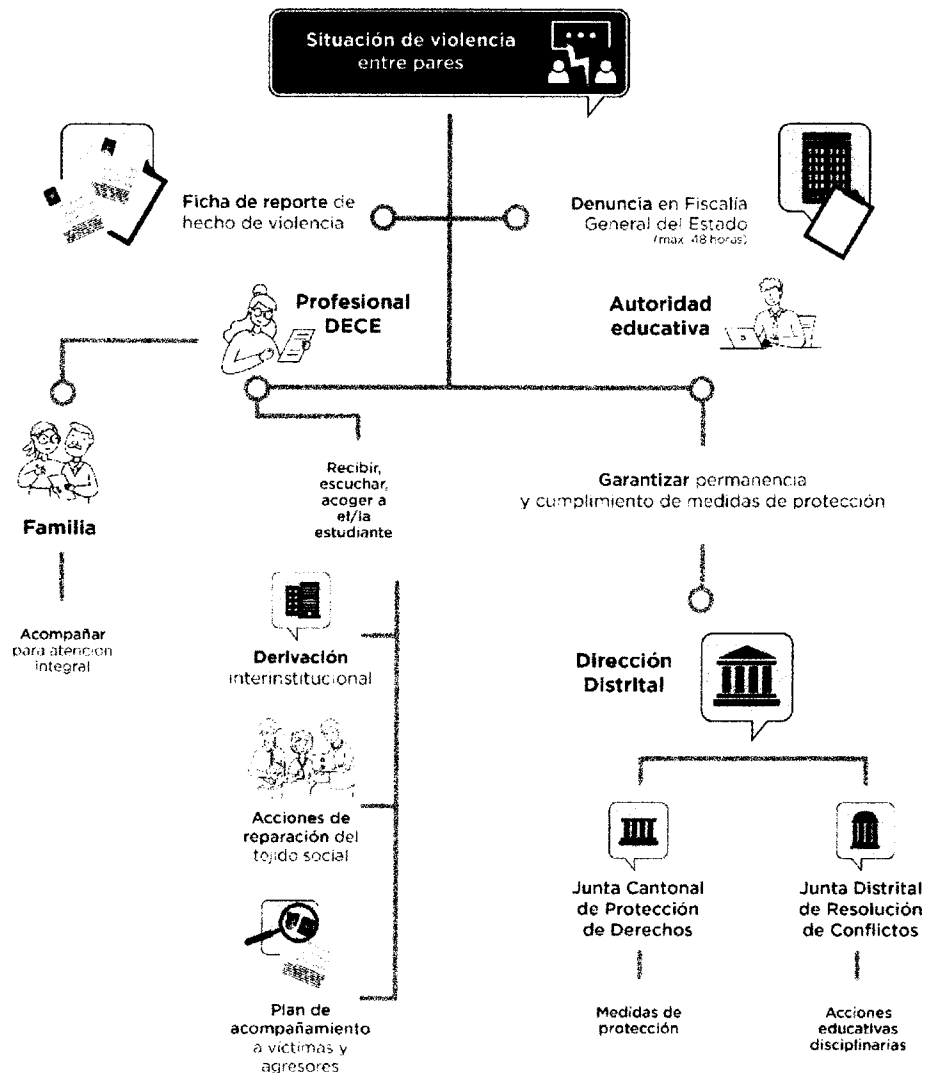 Situación de violencia
entre pares
Ficha de reporte de
hecho de violencia
Denuncia en Fiscalía
General del Estado
(max 48 horas)
Profesional
DECE
Autoridad
educativa
Familia
Acompañar
para atención
integral
Recibir,
escuchar,
acoger a
el/la
estudiante
Derivación
interinstitucional
Acciones de
reparación del
tejido social
Plan de
acompañamiento
a víctimas y
agresores
Garantizar permanencia
y cumplimiento de medidas de protección
Dirección
Distrital
Junta Cantonal
de Protección
de Derechos
Medidas de
protección
Junta Distrital
de Resolución
de Conflictos
Acciones
educativas
disciplinarias